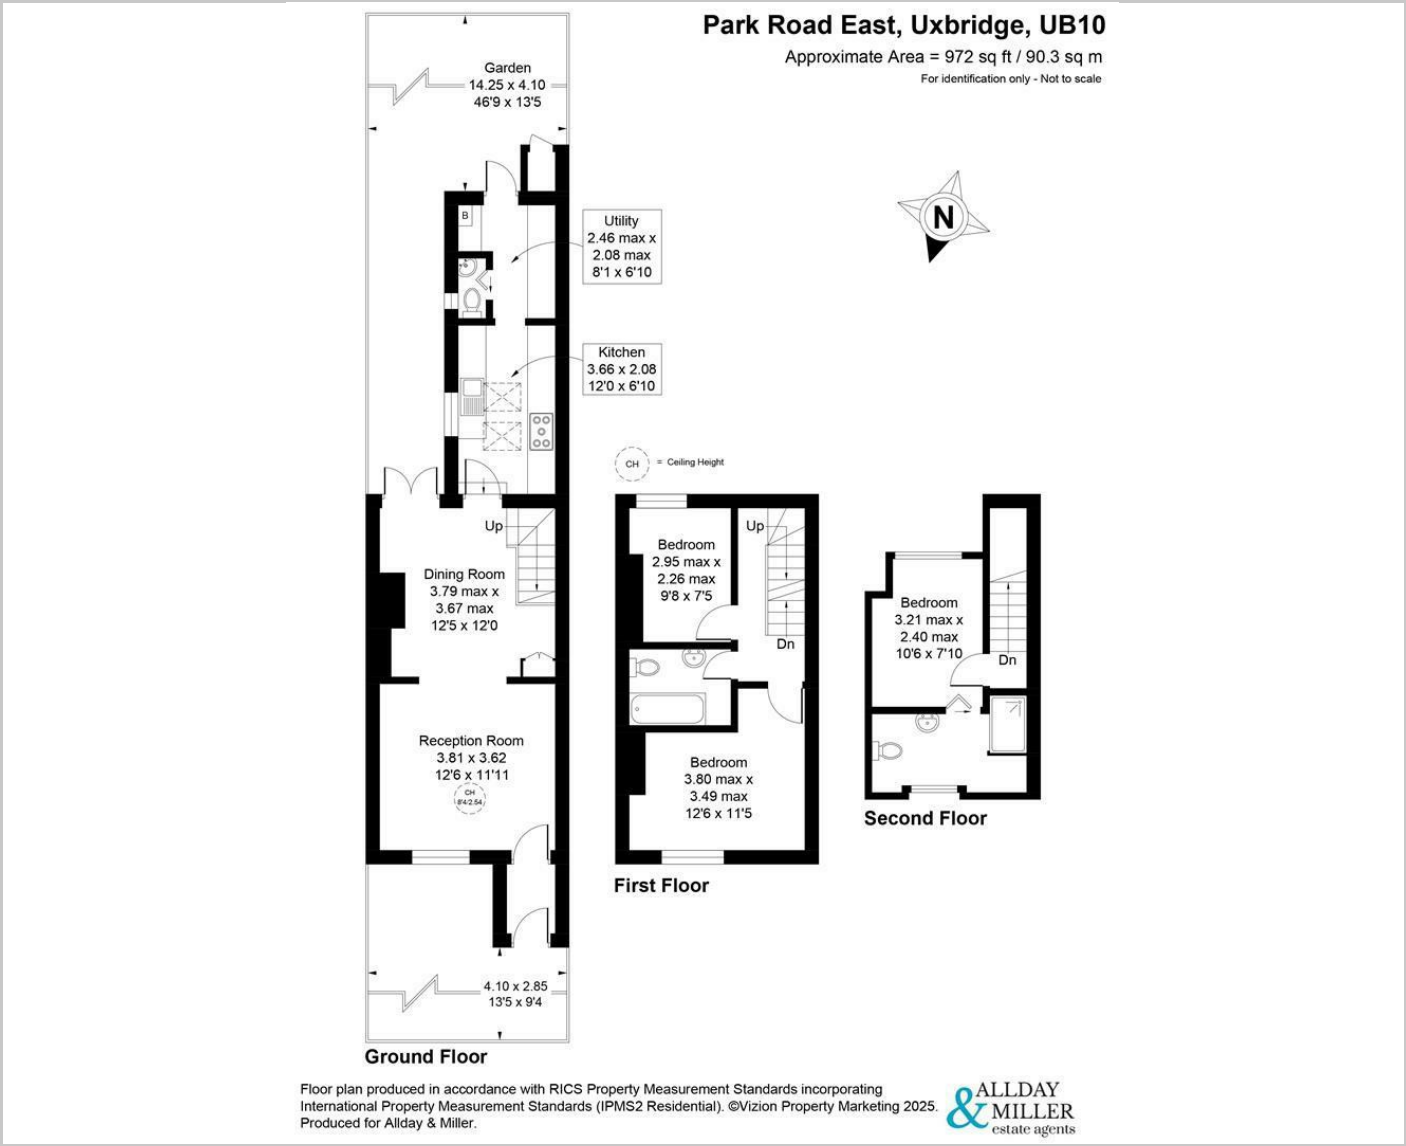 Park Road East, Uxbridge, UB10
Approximate Area = 972 sq ft / 90.3 sq m
For identification only - Not to scale
Garden
14.25 x 4.10
46'9 x 13'5
N
B
Utility
2.46 max x
2.08 max
8'1 x 6'10
Kitchen
3.66 x 2.08
12'0 x 6'10
CH = Ceiling Height
Up
Dining Room
3.79 max x
3.67 max
12'5 x 12'0
Reception Room
3.81 x 3.62
12'6 x 11'11
CH
8'4/2.54
4.10 x 2.85
13'5 x 9'4
Ground Floor
Bedroom
2.95 max x
2.26 max
9'8 x 7'5
Up
Dn
Bedroom
3.80 max x
3.49 max
12'6 x 11'5
First Floor
Bedroom
3.21 max x
2.40 max
10'6 x 7'10
Dn
Second Floor
Floor plan produced in accordance with RICS Property Measurement Standards incorporating
International Property Measurement Standards (IPMS2 Residential). ©Vizion Property Marketing 2025.
Produced for Allday & Miller.
ALLDAY
& MILLER
estate agents